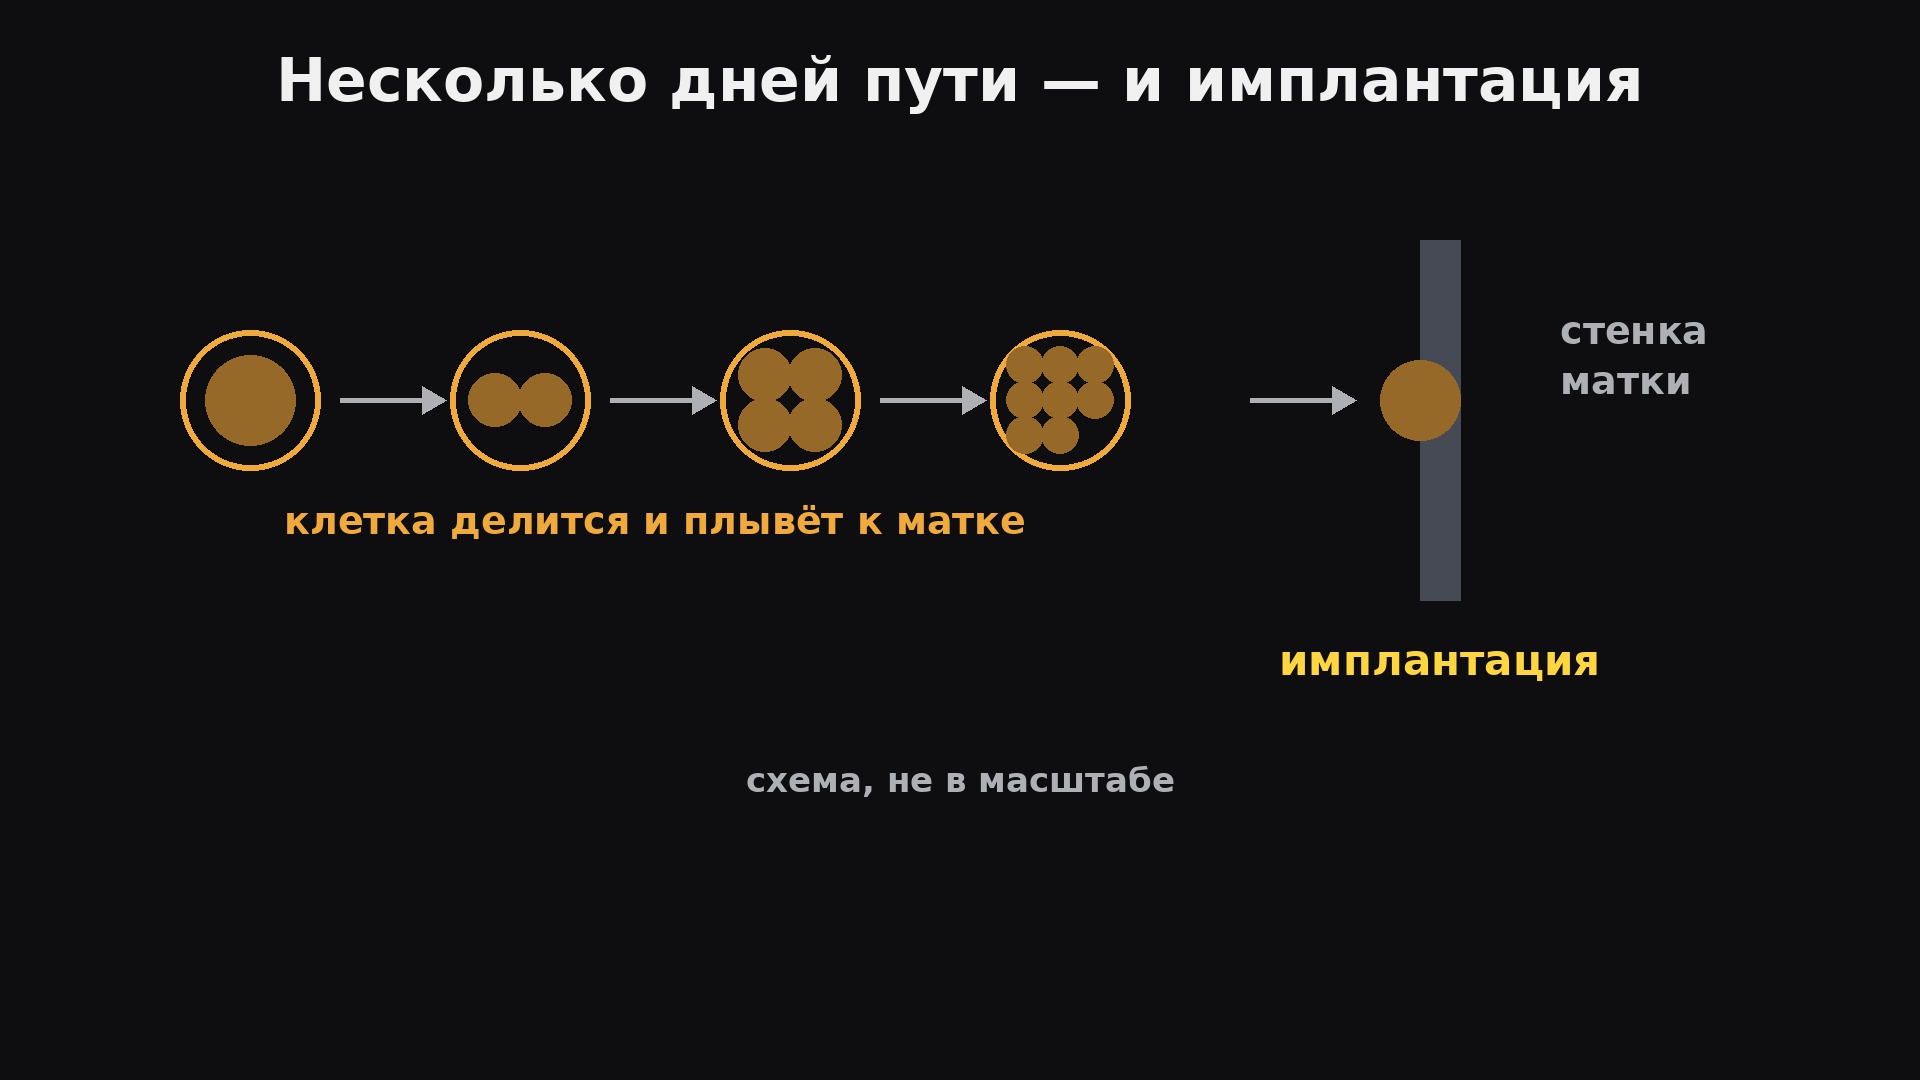 Несколько дней пути — и имплантация
стенка
матки
клетка делится и плывёт к матке
имплантация
схема, не в масштабе